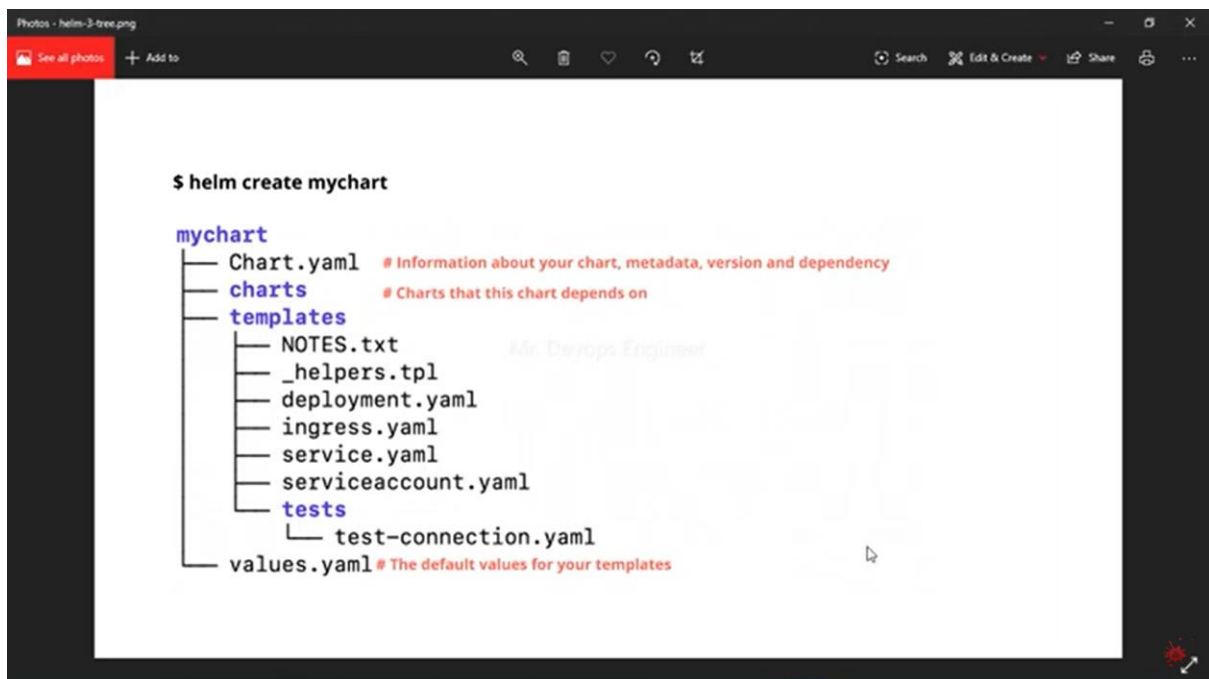 Photos - helm-3-tree.png
See all photos + Add to Search Edit & Create Share
$ helm create mychart
mychart
Chart.yaml # Information about your chart, metadata, version and dependency
charts # Charts that this chart depends on
templates
NOTES.txt
Mr. Devops Engineer
_helpers.tpl
deployment.yaml
ingress.yaml
service.yaml
serviceaccount.yaml
tests
test-connection.yaml
values.yaml # The default values for your templates